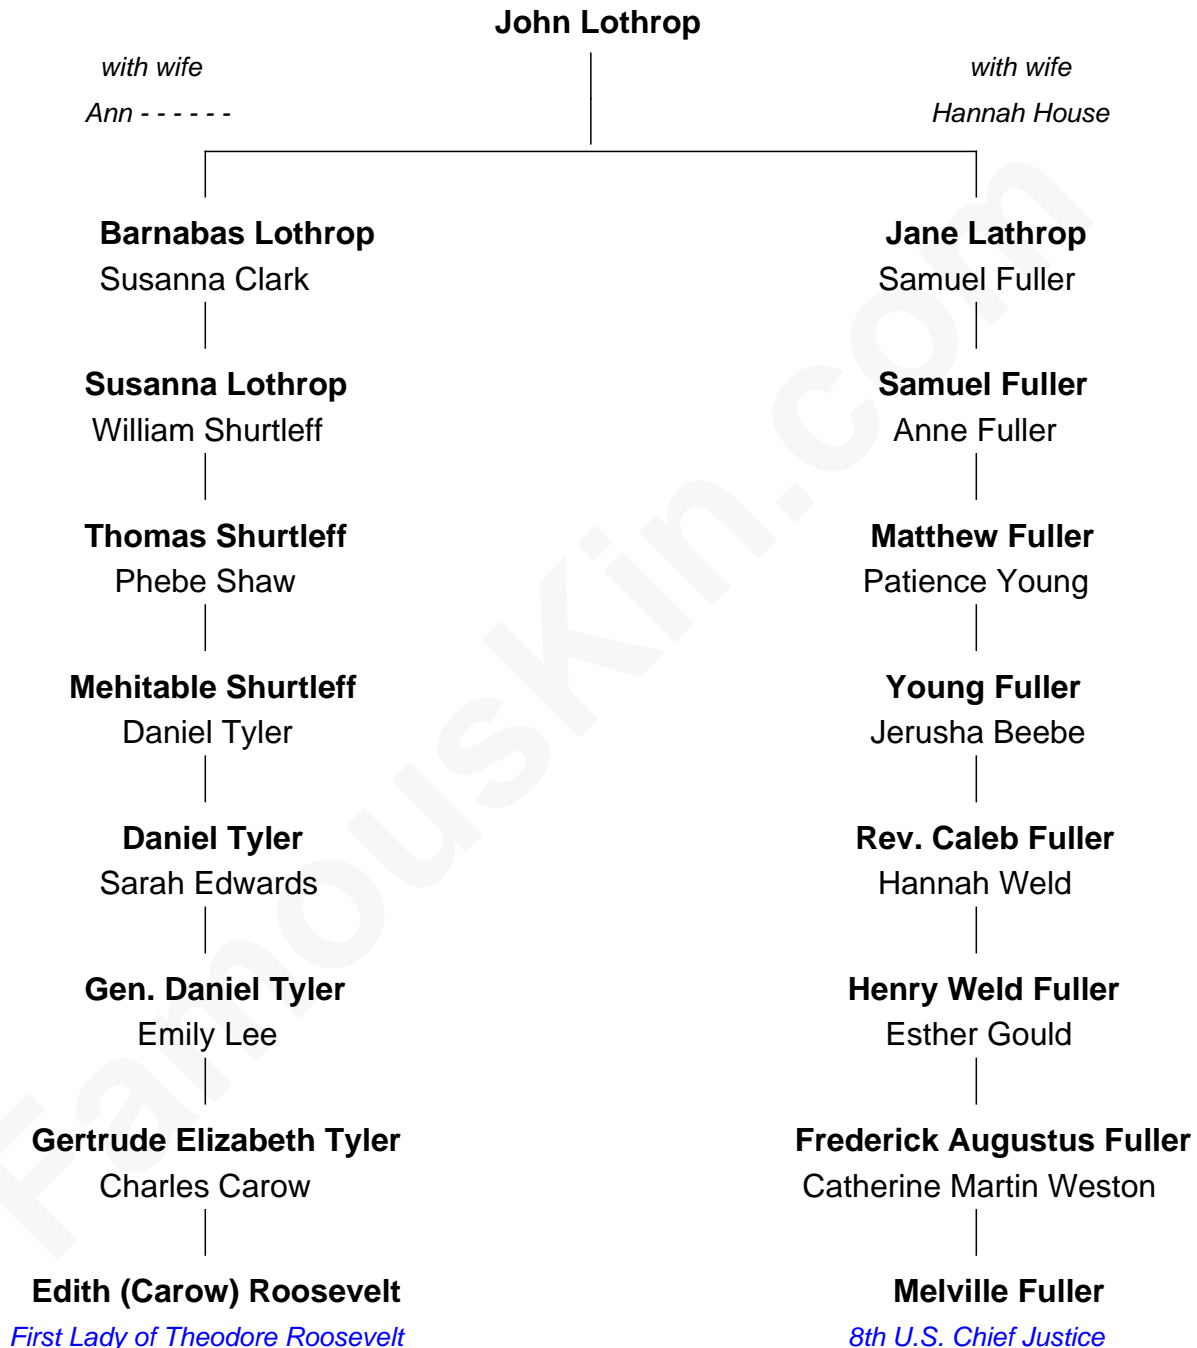 John Lothrop
with wife
Ann - - - - - -
with wife
Hannah House
Barnabas Lothrop
Susanna Clark
Jane Lathrop
Samuel Fuller
Susanna Lothrop
William Shurtleff
Samuel Fuller
Anne Fuller
Thomas Shurtleff
Phebe Shaw
Matthew Fuller
Patience Young
Mehitable Shurtleff
Daniel Tyler
Young Fuller
Jerusha Beebe
Daniel Tyler
Sarah Edwards
Rev. Caleb Fuller
Hannah Weld
Gen. Daniel Tyler
Emily Lee
Henry Weld Fuller
Esther Gould
Gertrude Elizabeth Tyler
Charles Carow
Frederick Augustus Fuller
Catherine Martin Weston
Edith (Carow) Roosevelt
First Lady of Theodore Roosevelt
Melville Fuller
8th U.S. Chief Justice
FamousKin.com